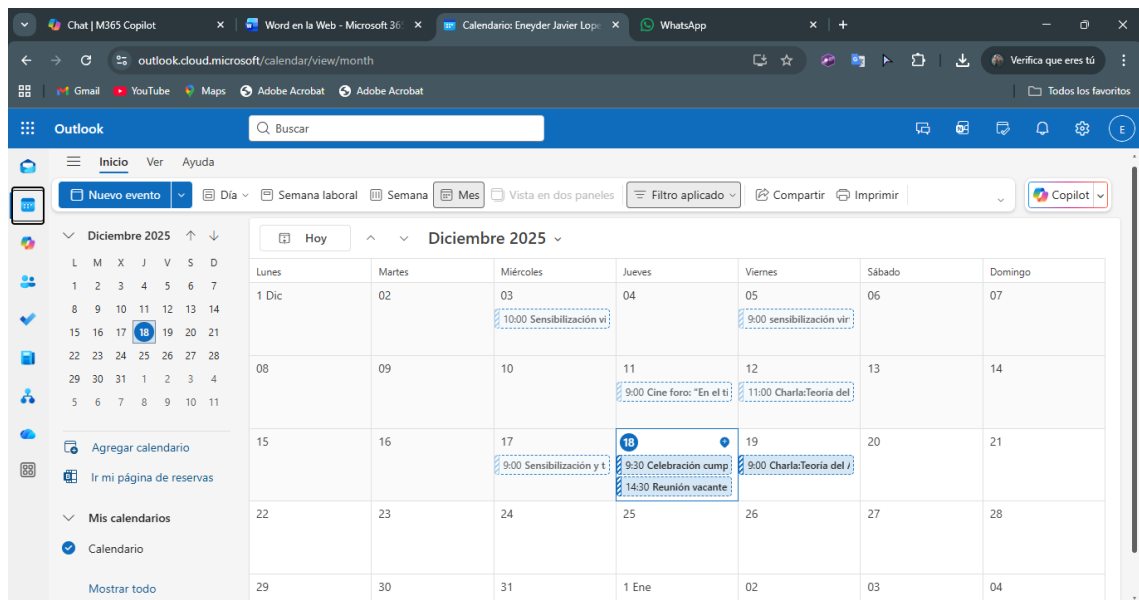 Chat | M365 Copilot
Word en la Web - Microsoft 36
Calendario: Eneyder Javier Lope
WhatsApp
outlook.cloud.microsoft/calendar/view/month
Verifica que eres tú
Gmail
YouTube
Maps
Adobe Acrobat
Adobe Acrobat
Todos los favoritos
Outlook
Buscar
E
Inicio Ver Ayuda
Nuevo evento
Día
Semana laboral
Semana
Mes
Vista en dos paneles
Filtro aplicado
Compartir
Imprimir
Copilot
Diciembre 2025
L M X J V S D
1 2 3 4 5 6 7
8 9 10 11 12 13 14
15 16 17 18 19 20 21
22 23 24 25 26 27 28
29 30 31 1 2 3 4
5 6 7 8 9 10 11
Agregar calendario
Ir mi página de reservas
Mis calendarios
Calendario
Mostrar todo
Hoy
Diciembre 2025
Lunes Martes Miércoles Jueves Viernes Sábado Domingo
1 Dic 02 03 04 05 06 07
10:00 Sensibilización vi
9:00 sensibilización vir
08 09 10 11 12 13 14
9:00 Cine foro: "En el ti
11:00 Charla:Teoría del
15 16 17 18 19 20 21
9:00 Sensibilización y t
9:30 Celebración cump
9:00 Charla:Teoría del
14:30 Reunión vacante
22 23 24 25 26 27 28
29 30 31 1 Ene 02 03 04